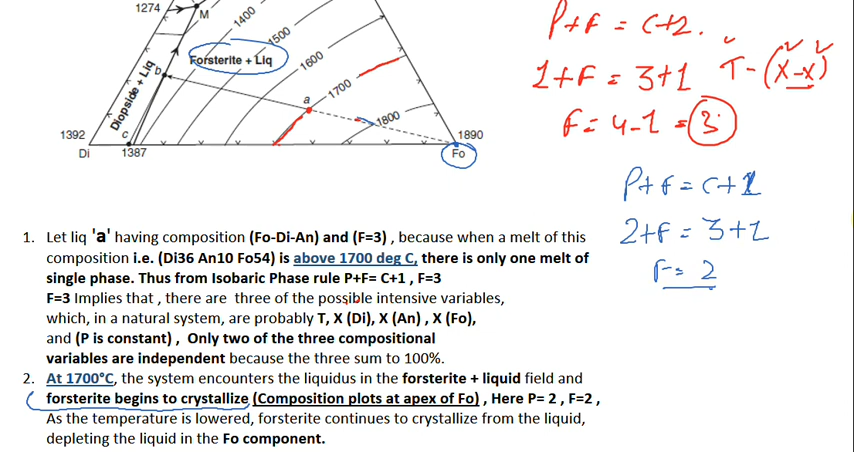 1274
M
1400
1500
1600
1700
1800
Forsterite + Liq
Diopside + Liq
b
a
c
1392
Di
1387
1890
Fo
P+F = C+2.
1+F = 3+1
F = 4-1 = 3
T - (X-X)
P+F = C+1
2+F = 3+1
F = 2
1. Let liq 'a' having composition (Fo-Di-An) and (F=3) , because when a melt of this
composition i.e. (Di36 An10 Fo54) is above 1700 deg C, there is only one melt of
single phase. Thus from Isobaric Phase rule P+F= C+1 , F=3
F=3 Implies that , there are three of the possible intensive variables,
which, in a natural system, are probably T, X (Di), X (An) , X (Fo),
and (P is constant) , Only two of the three compositional
variables are independent because the three sum to 100%.
2. At 1700°C, the system encounters the liquidus in the forsterite + liquid field and
forsterite begins to crystallize (Composition plots at apex of Fo) , Here P= 2 , F=2 ,
As the temperature is lowered, forsterite continues to crystallize from the liquid,
depleting the liquid in the Fo component.